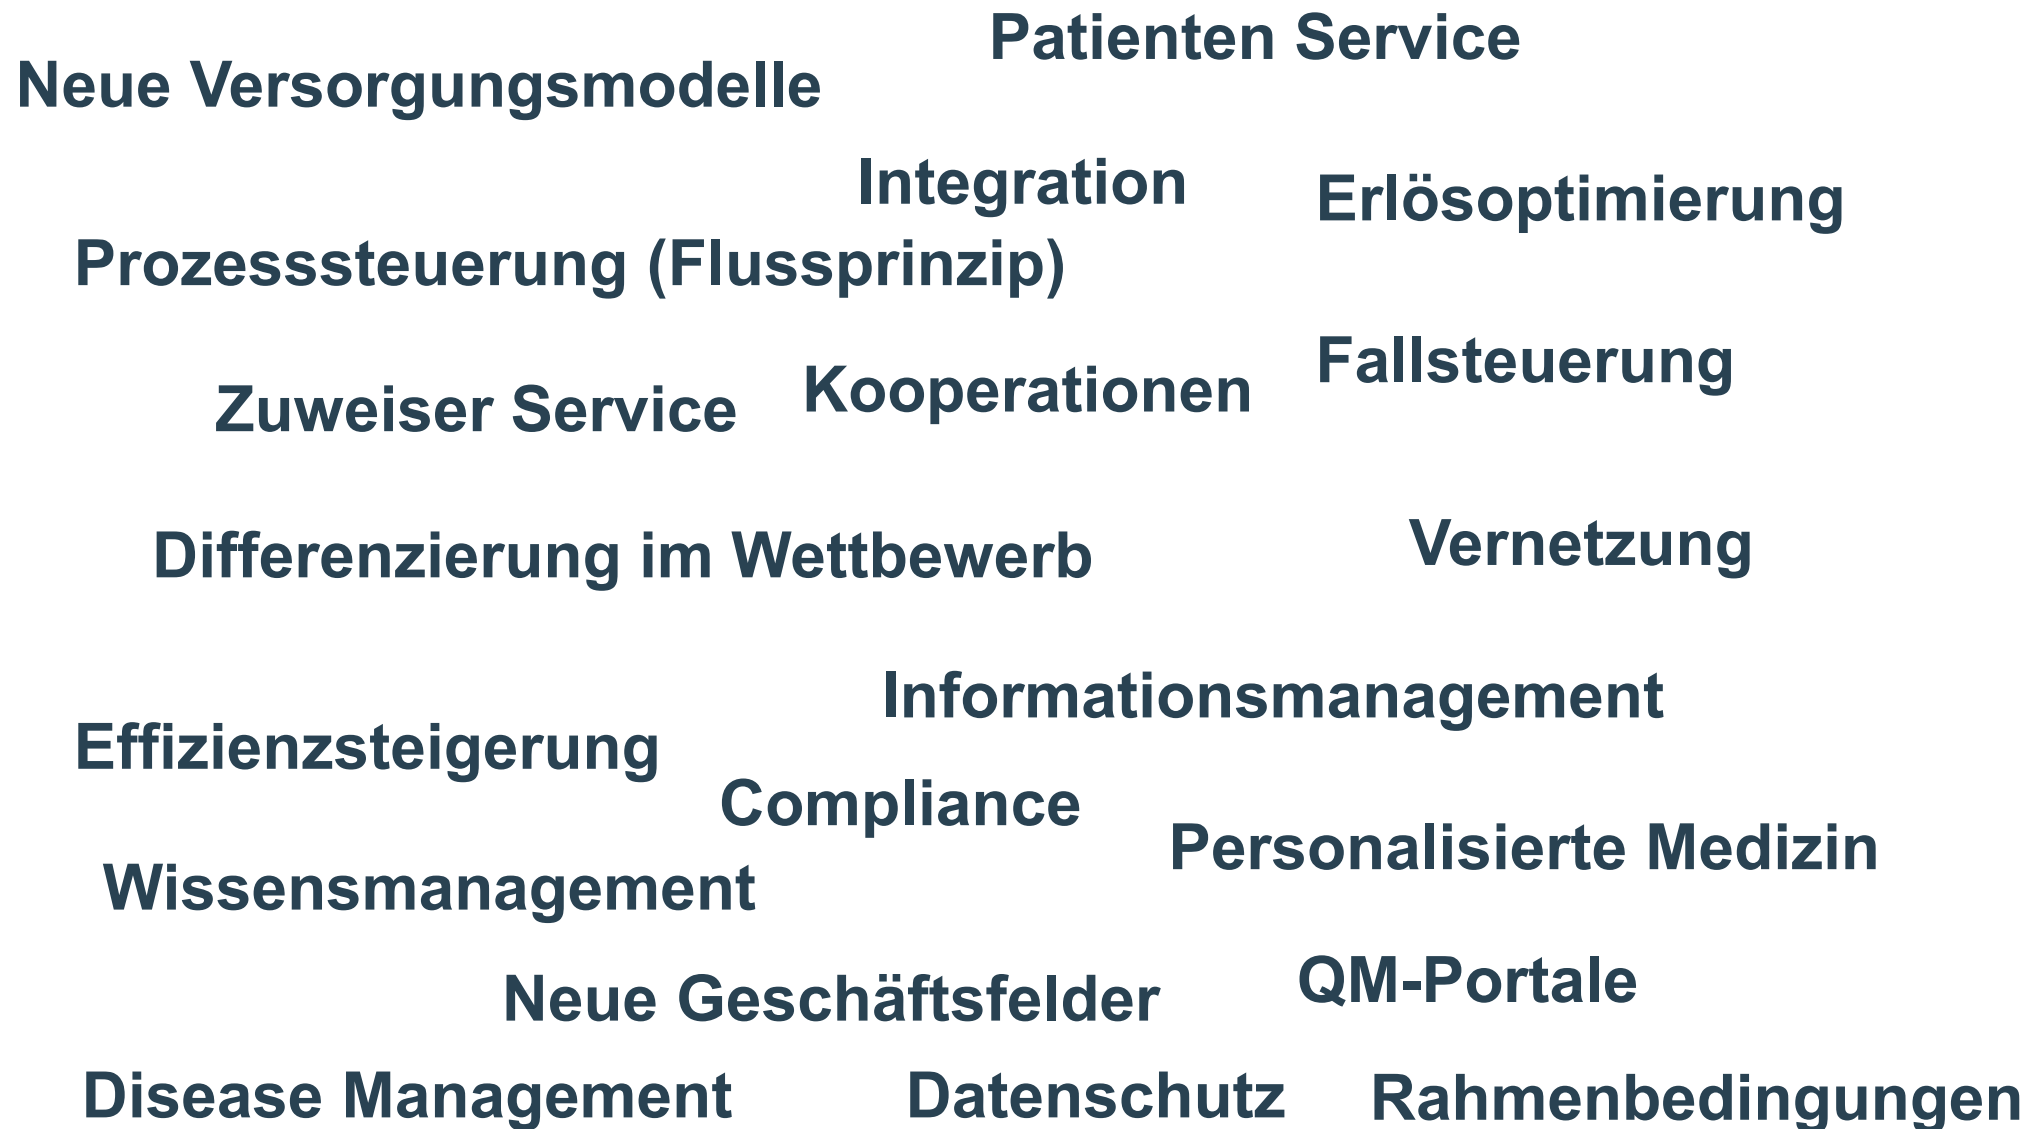 Patienten Service
Neue Versorgungsmodelle
Integration
Erlösoptimierung
Prozesssteuerung (Flussprinzip)
Fallsteuerung
Kooperationen
Zuweiser Service
Vernetzung
Differenzierung im Wettbewerb
Informationsmanagement
Effizienzsteigerung
Compliance
Personalisierte Medizin
Wissensmanagement
QM-Portale
Neue Geschäftsfelder
Disease Management
Datenschutz
Rahmenbedingungen